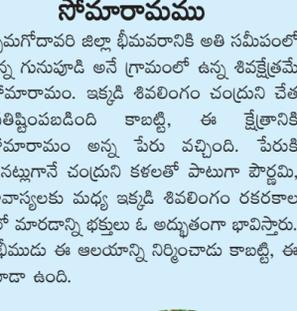 సోమారామము
గోదావరి జిల్లా భీమవరానికి అతి సమీపంలో
న్న గునుపూడి అనే గ్రామంలో ఉన్న శివక్షేత్రమే
ోమారామం. ఇక్కడి శివలింగం చంద్రుని చేత
తిష్టింపబడింది కాబట్టి, ఈ క్షేత్రానికి
ోమారామం అన్న పేరు వచ్చింది. పేరుకి
నట్లుగానే చంద్రుని కళలతో పాటుగా పౌర్ణమి,
వాస్యలకు మధ్య ఇక్కడి శివలింగం రకరకాల
లో మారడాన్ని భక్తులు ఓ అద్భుతంగా భావిస్తారు.
భీముడు ఈ ఆలయాన్ని నిర్మించాడు కాబట్టి, ఈ
ఉంది.